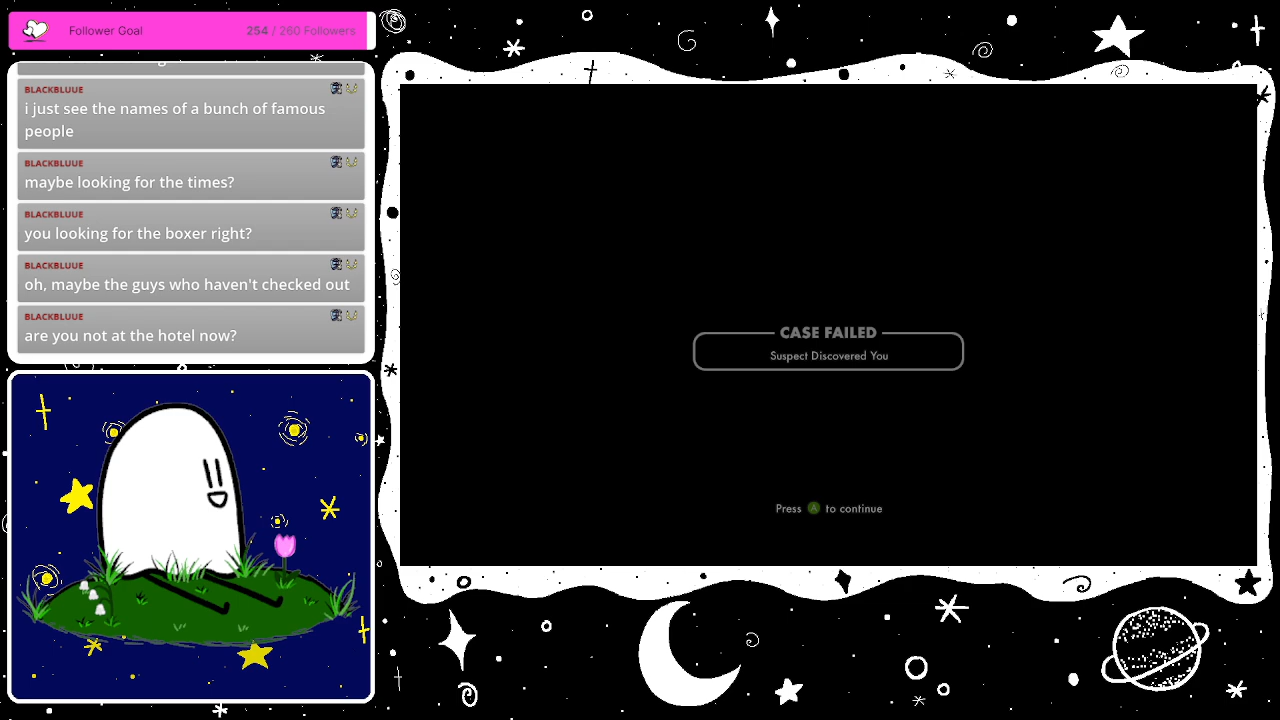 Follower Goal 254 / 260 Followers
BLACKBLUUE
i just see the names of a bunch of famous
people
BLACKBLUUE
maybe looking for the times?
BLACKBLUUE
you looking for the boxer right?
BLACKBLUUE
oh, maybe the guys who haven't checked out
BLACKBLUUE
are you not at the hotel now?
CASE FAILED
Suspect Discovered You
Press A to continue